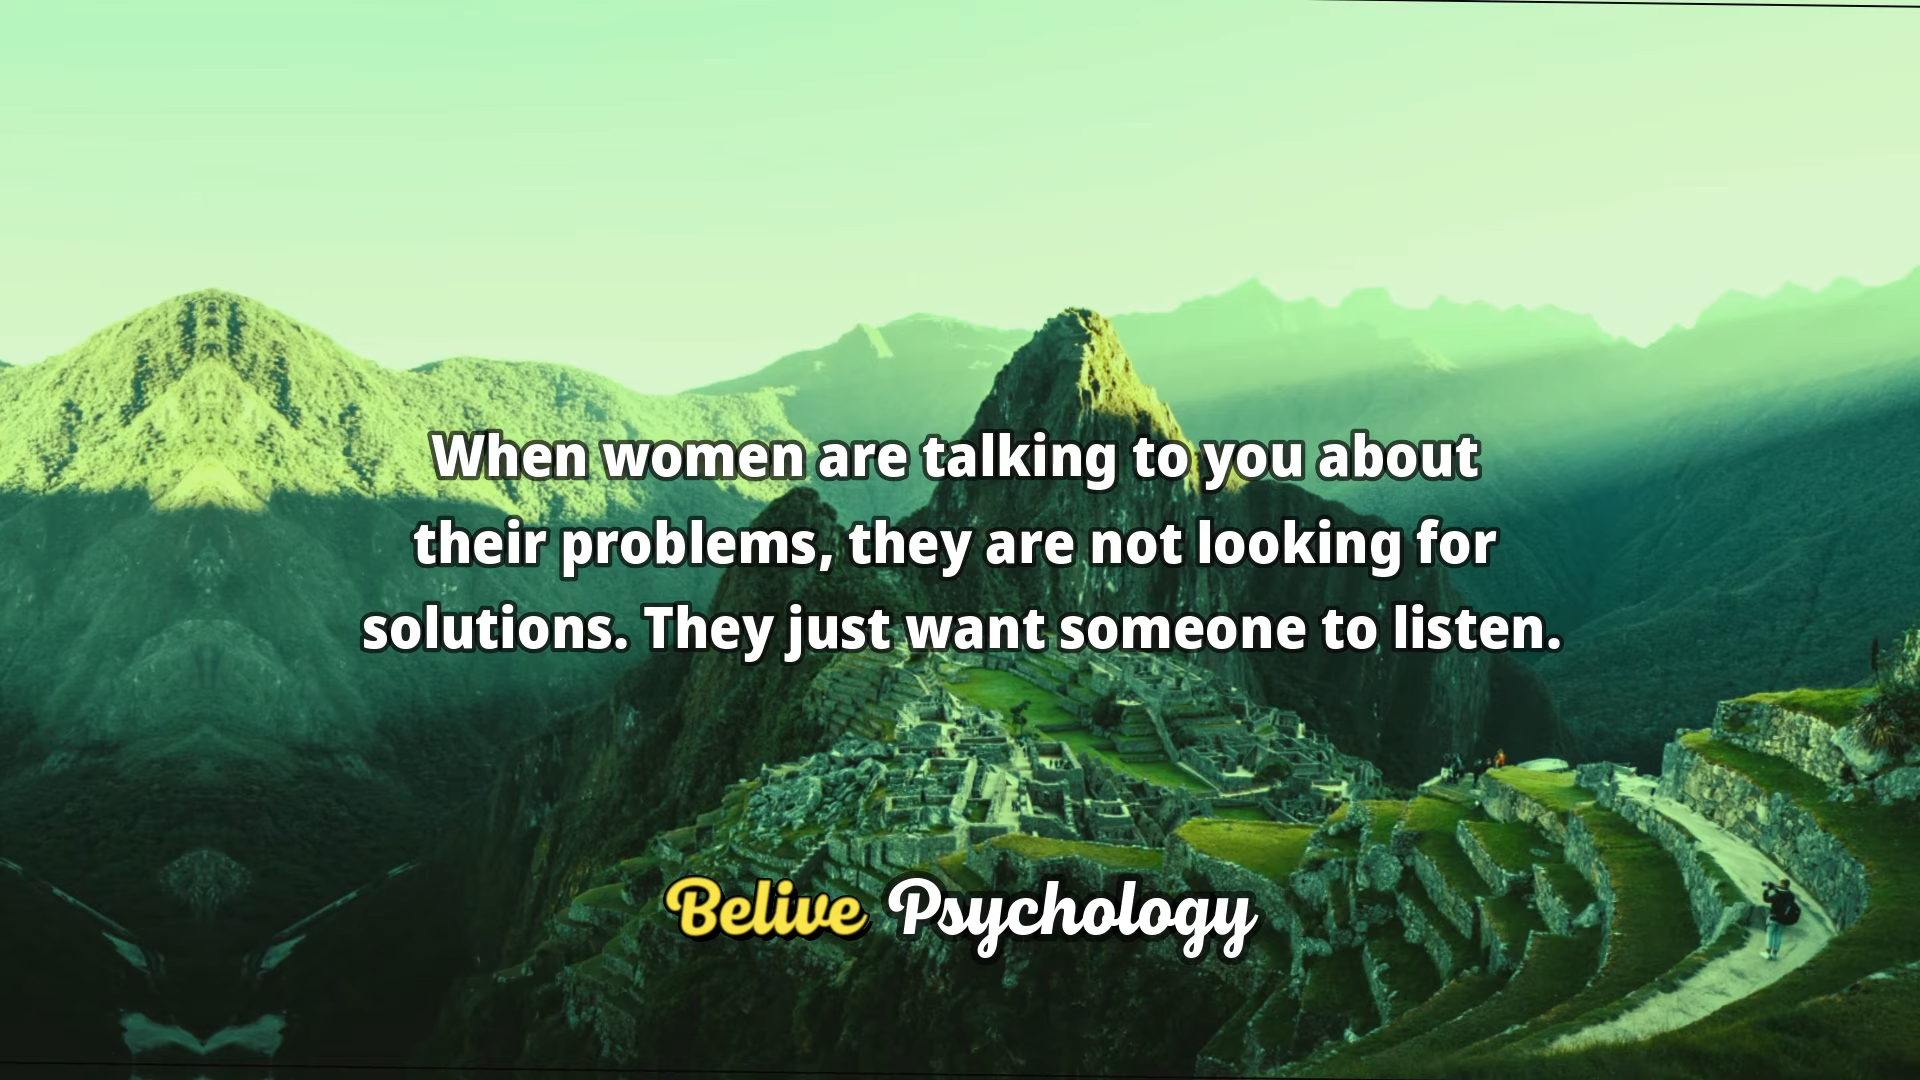 When women are talking to you about
their problems, they are not looking for
solutions. They just want someone to listen.
Belive Psychology